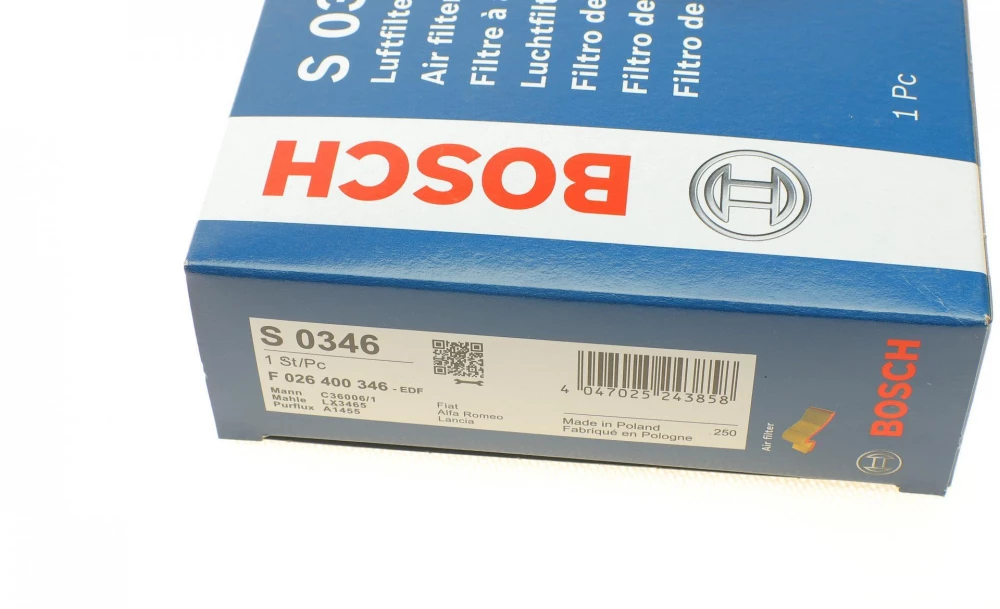 S 03
Luftfilte
Air filter
Filtre à
Luchtfilt
Filtro de
Filtro de
Filtro de
1 Pc
BOSCH
S 0346
1 St/Pc
F 026 400 346 - EDF
Mann C36006/1
Mahle LX3465
Purflux A1455
Fiat
Alfa Romeo
Lancia
4 047025 243858
Made in Poland
Fabriqué en Pologne 250
Air filter
BOSCH